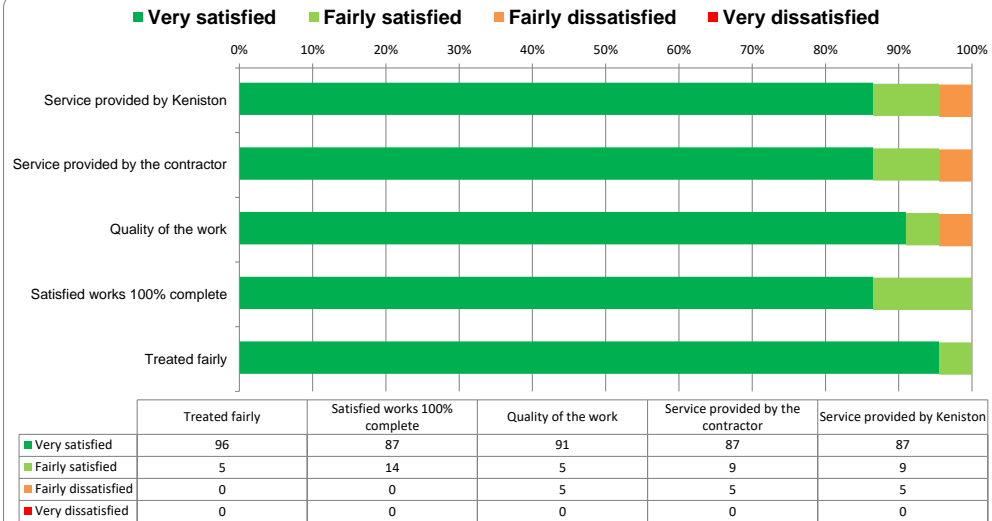 Very satisfied Fairly satisfied Fairly dissatisfied Very dissatisfied
0% 10% 20% 30% 40% 50% 60% 70% 80% 90% 100%
Service provided by Keniston
Service provided by the contractor
Quality of the work
Satisfied works 100% complete
Treated fairly
Treated fairly Satisfied works 100% complete Quality of the work Service provided by the contractor Service provided by Keniston
Very satisfied 96 87 91 87 87
Fairly satisfied 5 14 5 9 9
Fairly dissatisfied 0 0 5 5 5
Very dissatisfied 0 0 0 0 0